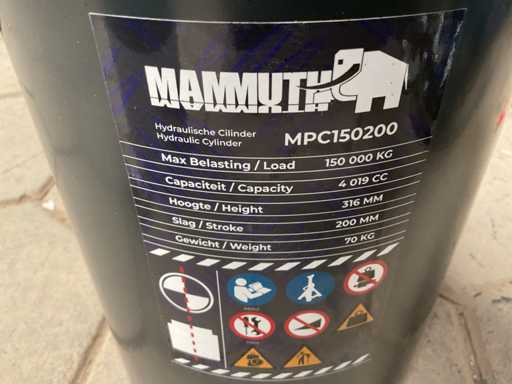 MAMMUTH
Hydraulische Cilinder
Hydraulic Cylinder
MPC150200
Max Belasting / Load 150 000 KG
Capaciteit / Capacity 4 019 CC
Hoogte / Height 316 MM
Slag / Stroke 200 MM
Gewicht / Weight 70 KG